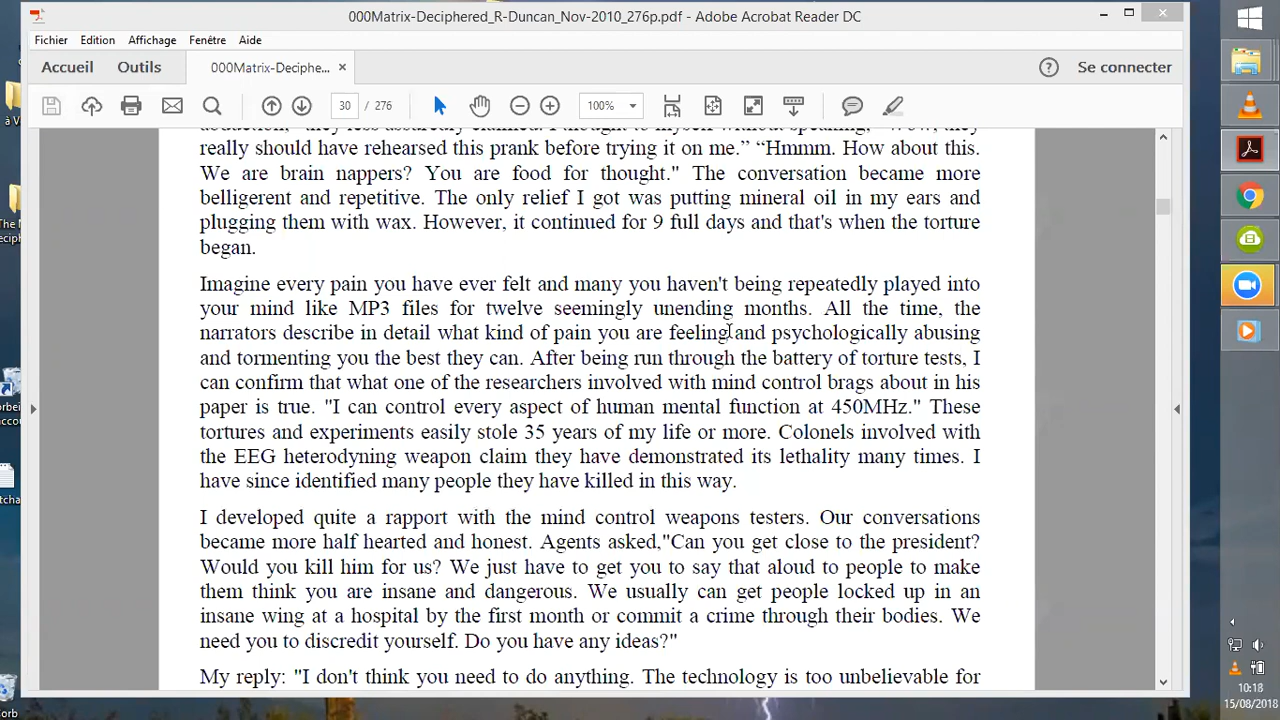 000Matrix-Deciphered_R-Duncan_Nov-2010_276p.pdf - Adobe Acrobat Reader DC
Fichier Edition Affichage Fenêtre Aide
Accueil Outils 000Matrix-Deciphe... × ? Se connecter
30 / 276 100%
really should have rehearsed this prank before trying it on me.” “Hmmm. How about this.
We are brain nappers? You are food for thought." The conversation became more
belligerent and repetitive. The only relief I got was putting mineral oil in my ears and
plugging them with wax. However, it continued for 9 full days and that's when the torture
began.
Imagine every pain you have ever felt and many you haven't being repeatedly played into
your mind like MP3 files for twelve seemingly unending months. All the time, the
narrators describe in detail what kind of pain you are feeling and psychologically abusing
and tormenting you the best they can. After being run through the battery of torture tests, I
can confirm that what one of the researchers involved with mind control brags about in his
paper is true. "I can control every aspect of human mental function at 450MHz." These
tortures and experiments easily stole 35 years of my life or more. Colonels involved with
the EEG heterodyning weapon claim they have demonstrated its lethality many times. I
have since identified many people they have killed in this way.
I developed quite a rapport with the mind control weapons testers. Our conversations
became more half hearted and honest. Agents asked,"Can you get close to the president?
Would you kill him for us? We just have to get you to say that aloud to people to make
them think you are insane and dangerous. We usually can get people locked up in an
insane wing at a hospital by the first month or commit a crime through their bodies. We
need you to discredit yourself. Do you have any ideas?"
My reply: "I don't think you need to do anything. The technology is too unbelievable for
10:18
15/08/2018